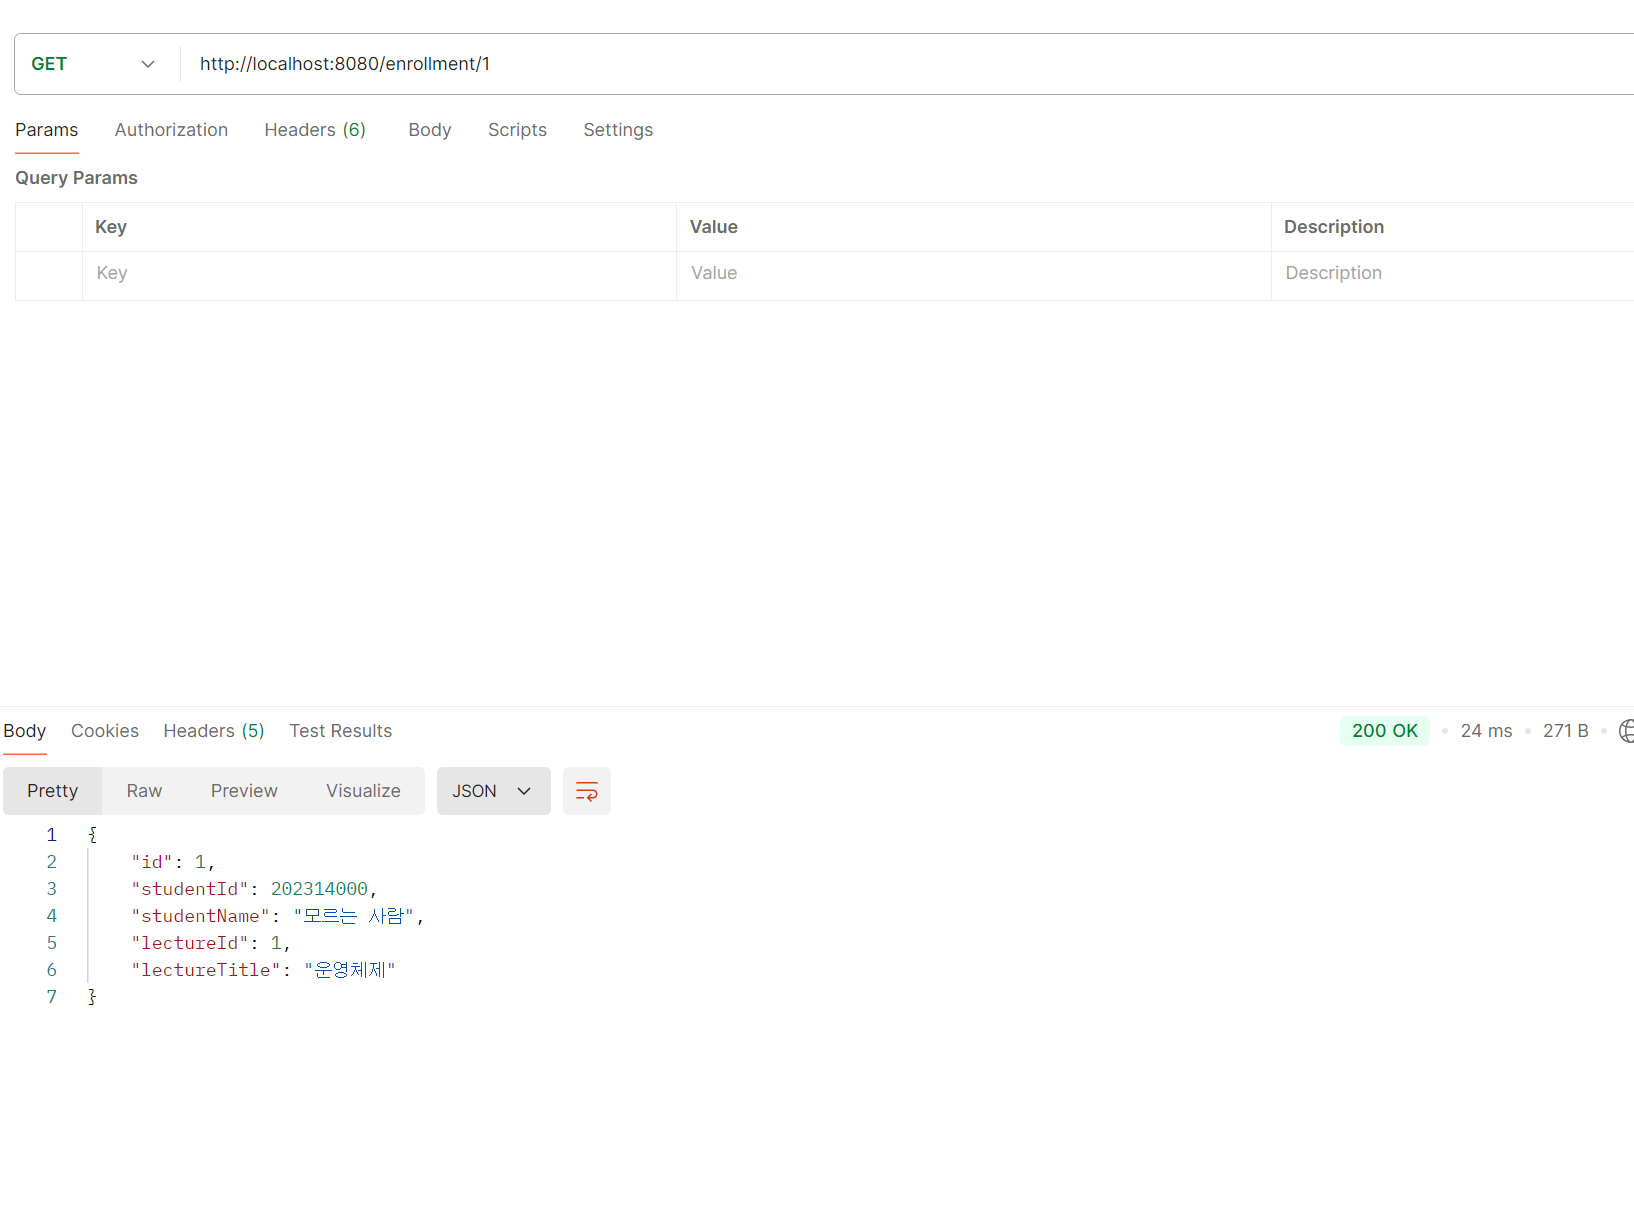 GET http://localhost:8080/enrollment/1
Params Authorization Headers (6) Body Scripts Settings
Query Params
Key Value Description
Key Value Description
Body Cookies Headers (5) Test Results 200 OK • 24 ms • 271 B •
Pretty Raw Preview Visualize JSON
1 {
2 "id": 1,
3 "studentId": 202314000,
4 "studentName": "모르는 사람",
5 "lectureId": 1,
6 "lectureTitle": "운영체제"
7 }